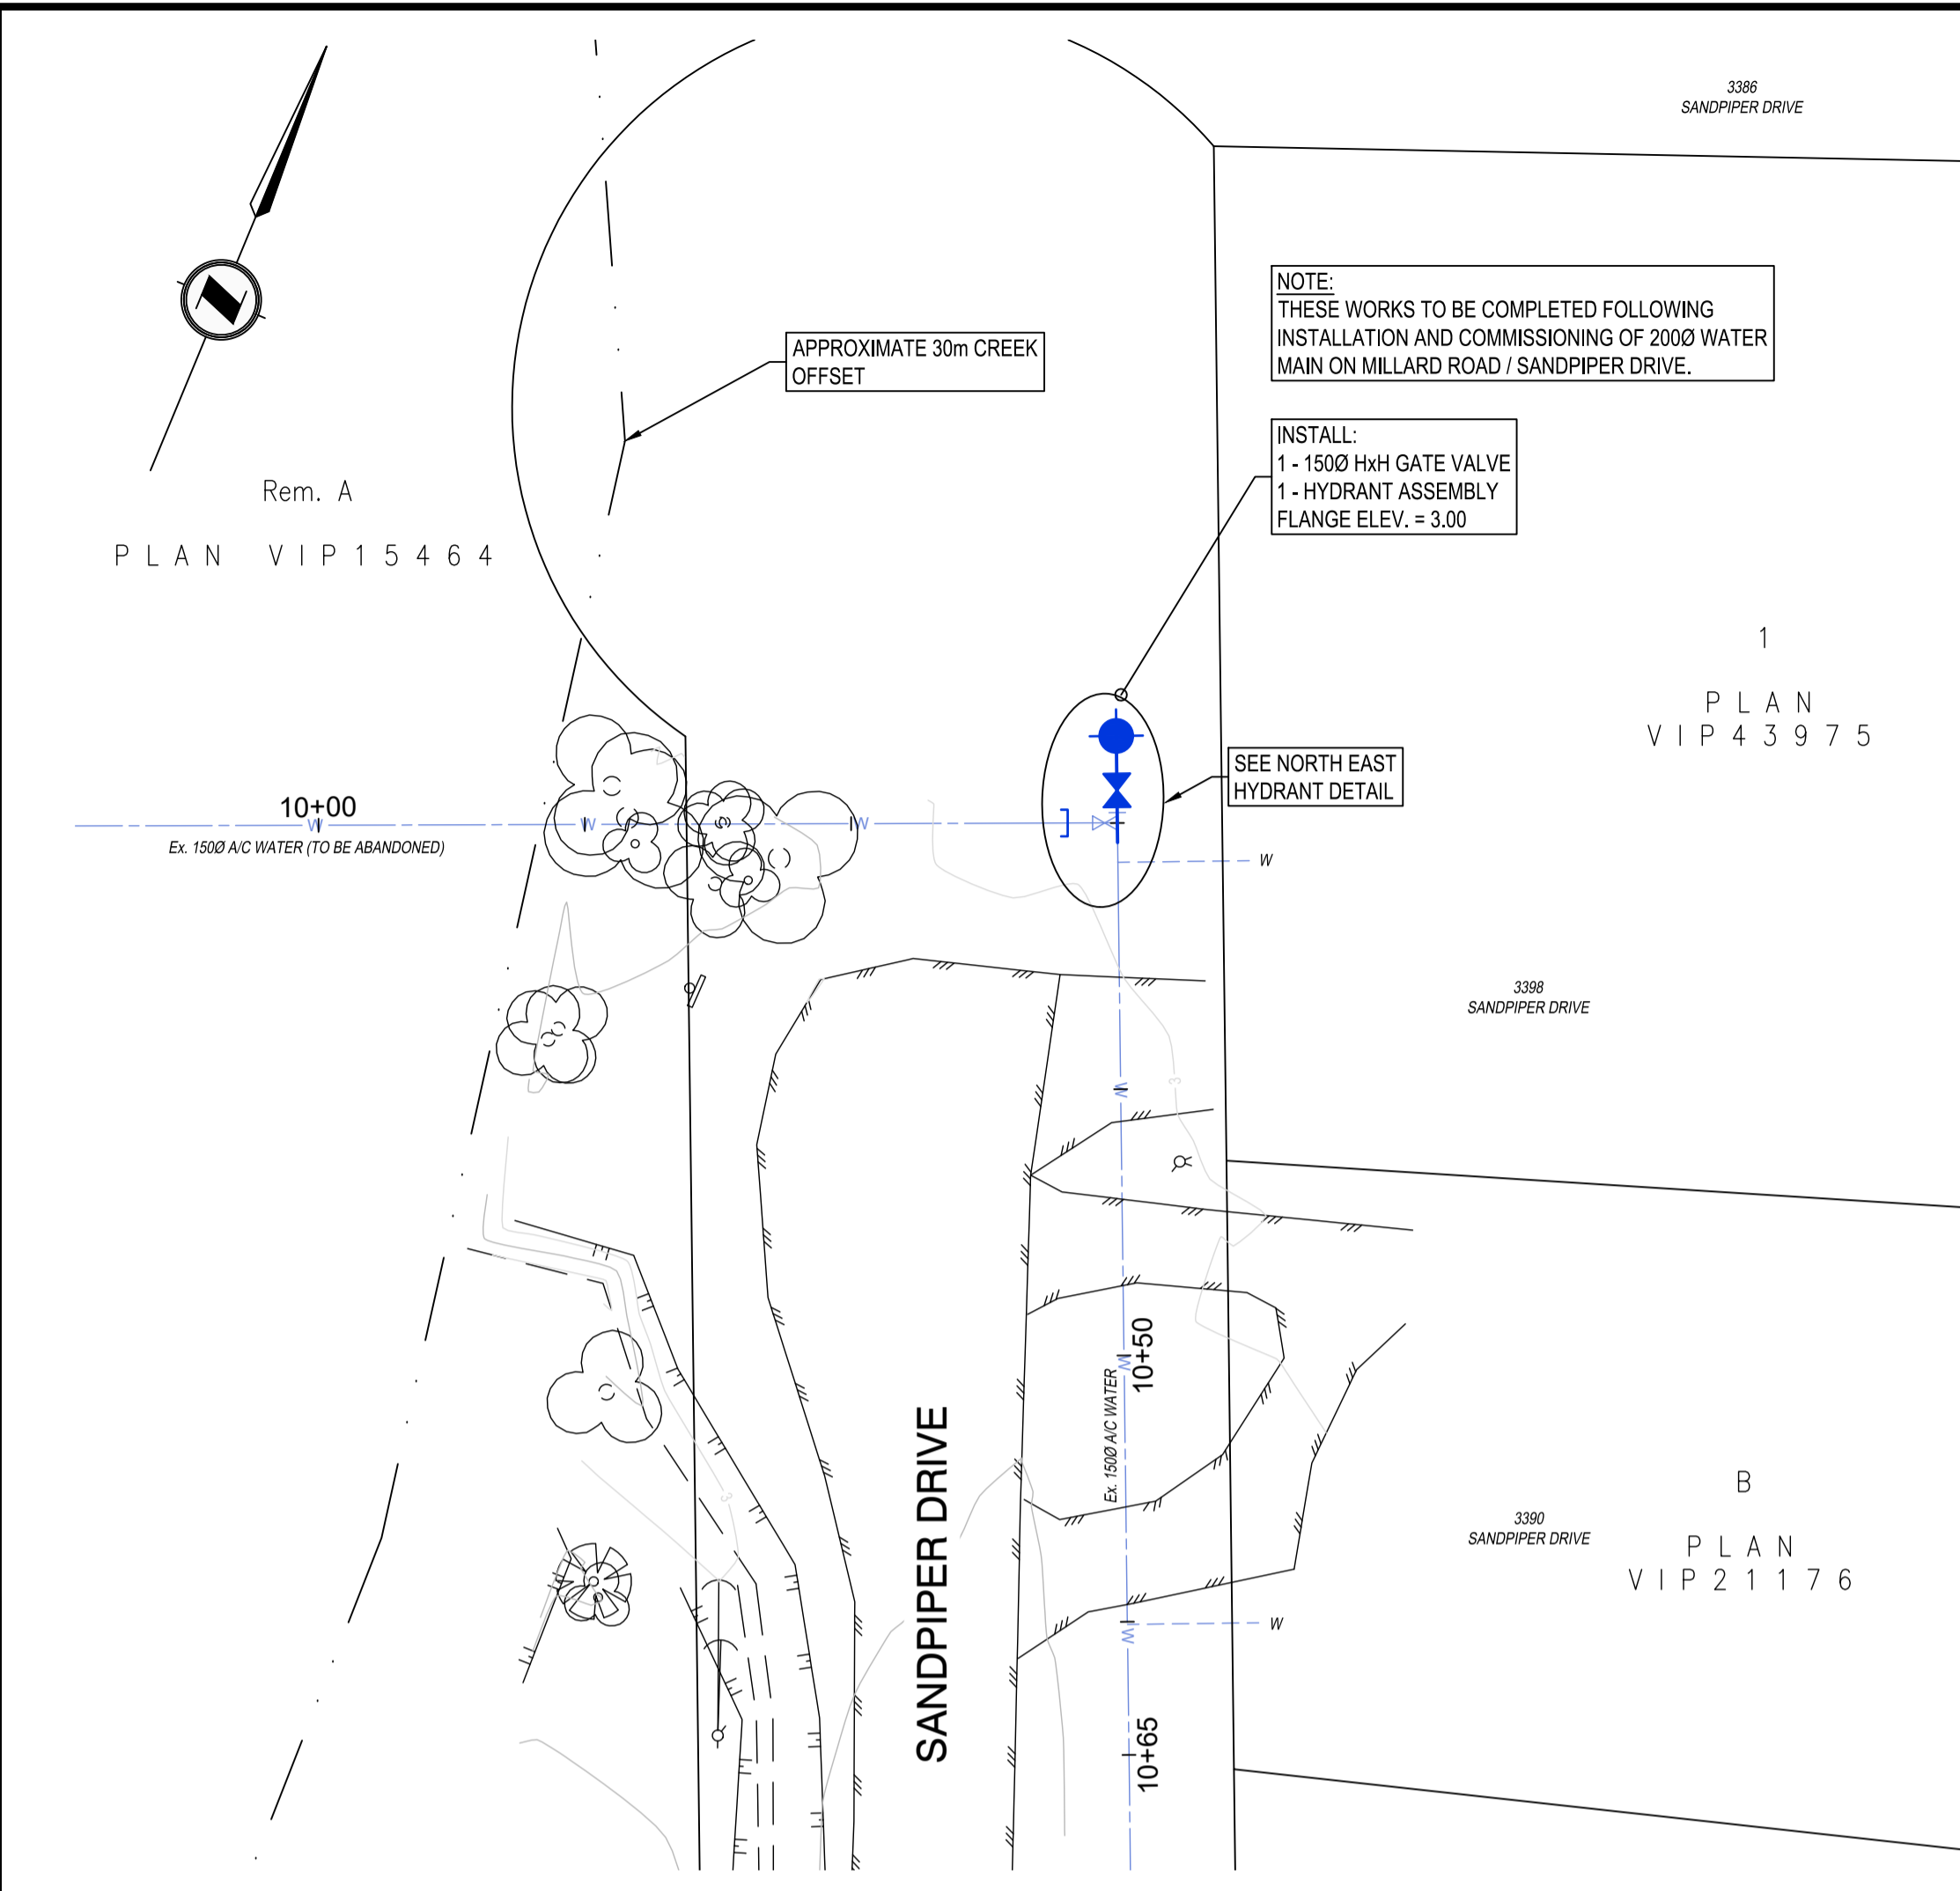 3386
SANDPIPER DRIVE
NOTE:
THESE WORKS TO BE COMPLETED FOLLOWING
INSTALLATION AND COMMISSIONING OF 200Ø WATER
MAIN ON MILLARD ROAD / SANDPIPER DRIVE.
APPROXIMATE 30m CREEK
OFFSET
INSTALL:
1 - 150Ø HxH GATE VALVE
1 - HYDRANT ASSEMBLY
FLANGE ELEV. = 3.00
Rem. A
PLAN VIP15464
1
PLAN
VIP43975
SEE NORTH EAST
HYDRANT DETAIL
10+00
W
W
W
Ex. 150Ø A/C WATER (TO BE ABANDONED)
W
3398
SANDPIPER DRIVE
W
3
10+50
W
Ex. 150Ø A/C WATER
SANDPIPER DRIVE
3
B
3390
SANDPIPER DRIVE
PLAN
VIP21176
W
W
10+65